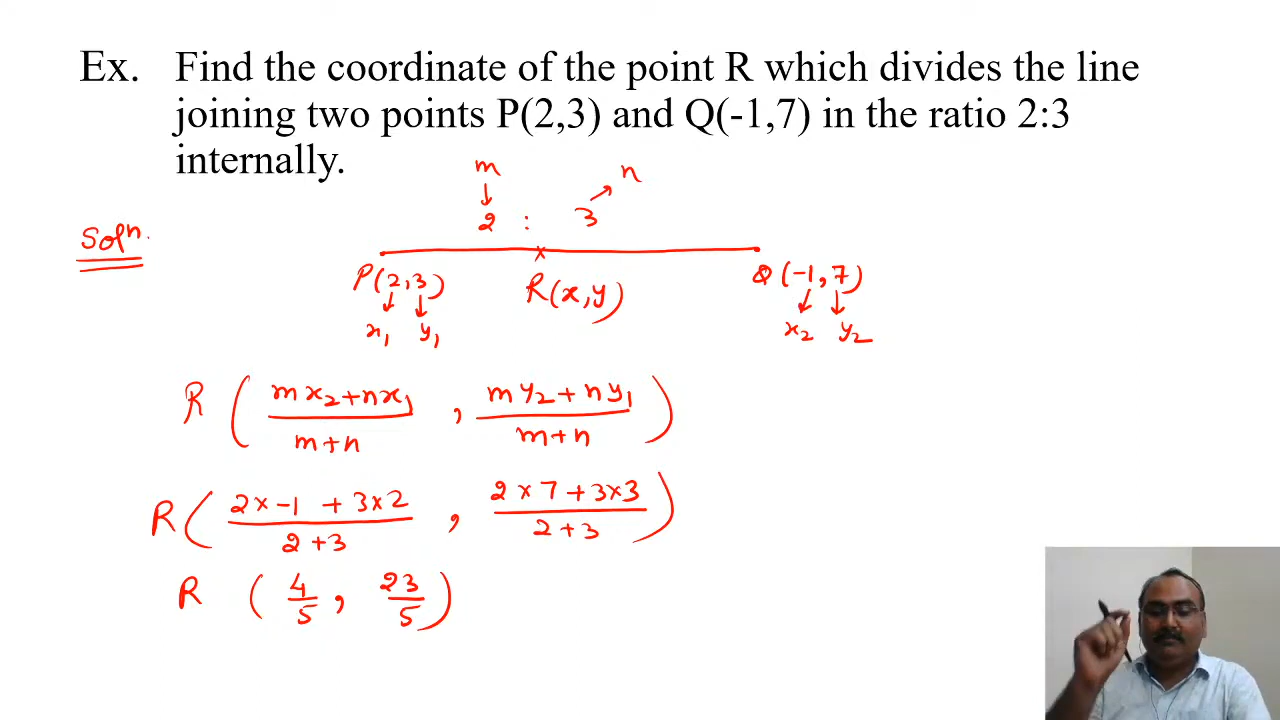 Ex. Find the coordinate of the point R which divides the line
joining two points P(2,3) and Q(-1,7) in the ratio 2:3
internally.
m n
↓ ↗
2 : 3
Solⁿ.
×
P(2,3) R(x,y) Q(-1,7)
↓ ↓ ↓ ↓
x₁ y₁ x₂ y₂
R ( (mx₂+nx₁)/(m+n) , (my₂+ny₁)/(m+n) )
R ( (2×-1 +3×2)/(2+3) , (2×7+3×3)/(2+3) )
R ( 4/5 , 23/5 )